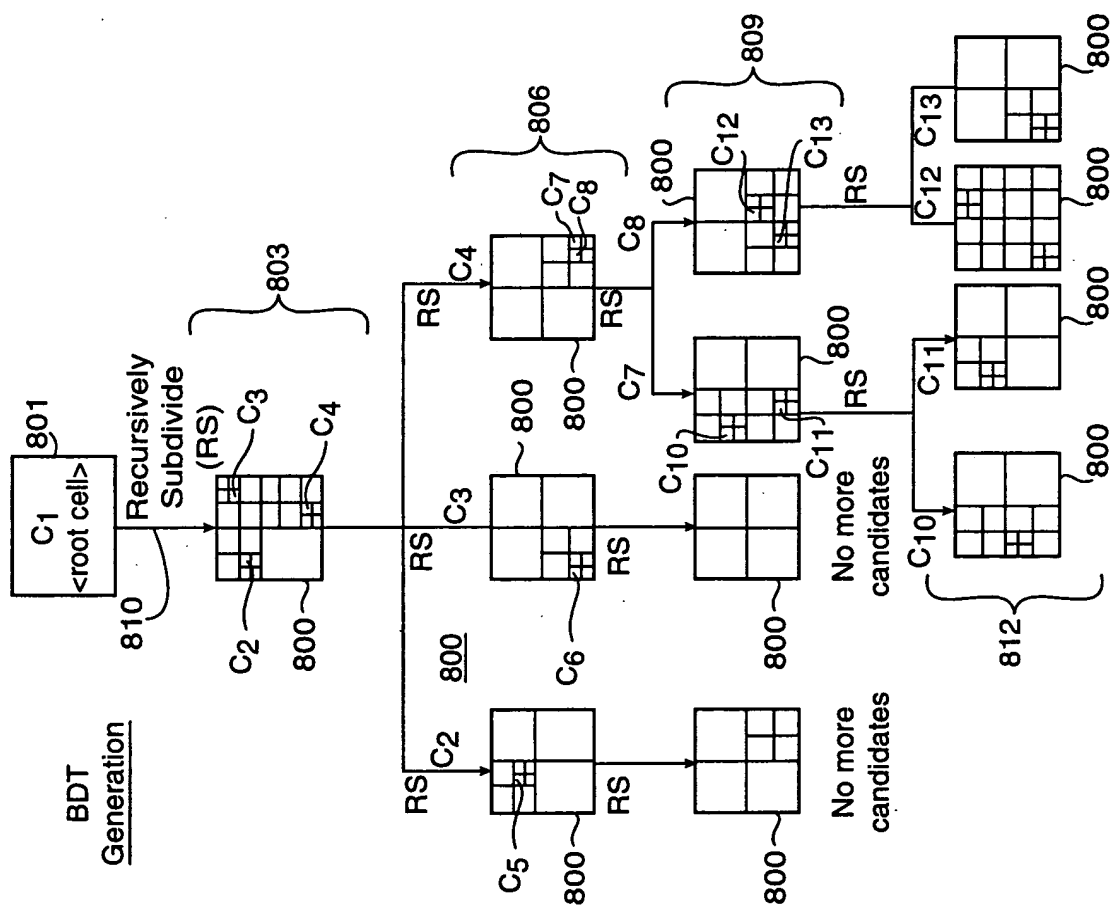 BDT
Generation
C1
<root cell>
801
810
Recursively
Subdivide
(RS)
803
C2
C3
C4
800
RS
C2
RS
C3
RS
C4
806
800
C5
800
800
C6
800
C7
C8
800
RS
RS
RS
C7
C8
809
800
No more
candidates
800
No more
candidates
C10
C11
800
800
C12
C13
RS
RS
C10
C11
C12
C13
812
800
800
800
800